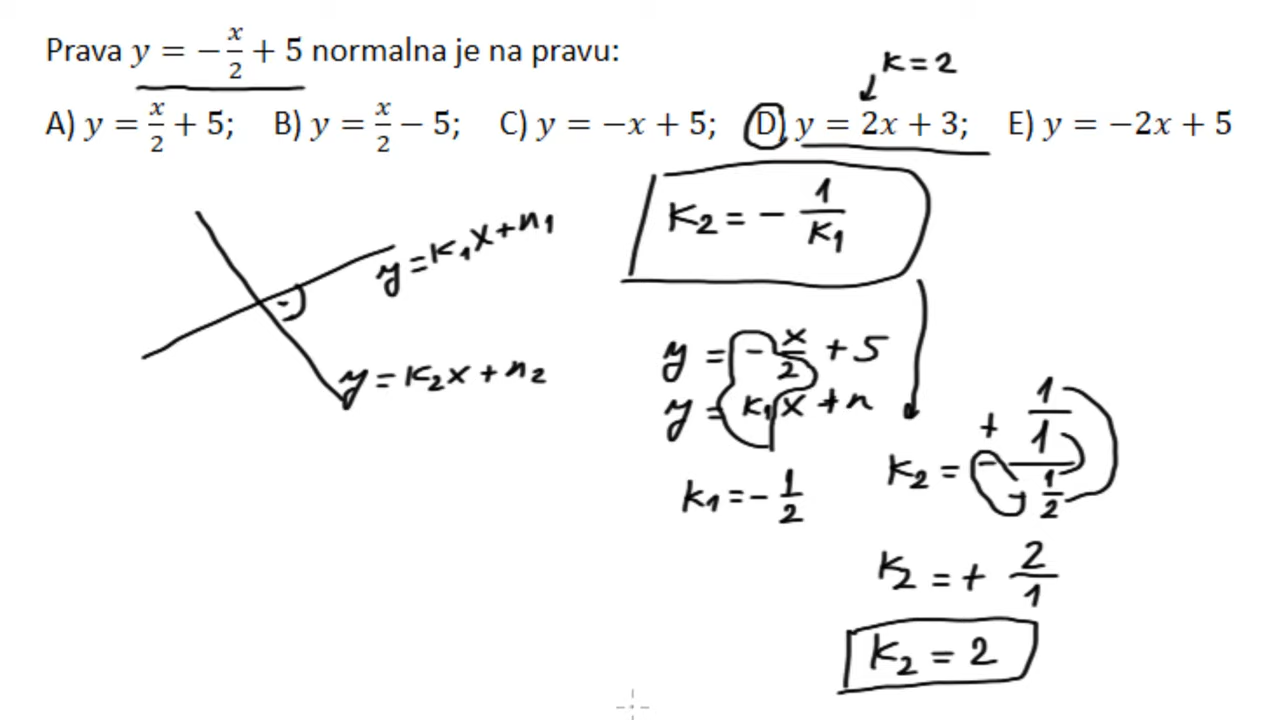 Prava y = -x/2 + 5 normalna je na pravu:
K = 2
A) y = x/2 + 5; B) y = x/2 − 5; C) y = −x + 5; D) y = 2x + 3; E) y = −2x + 5
K2 = - 1/K1
y = K1x + n1
y = K2x + n2
y = - x/2 + 5
y = K1x + n
K1 = - 1/2
+ 1/1
K2 = - 1/(- 1/2)
K2 = + 2/1
K2 = 2